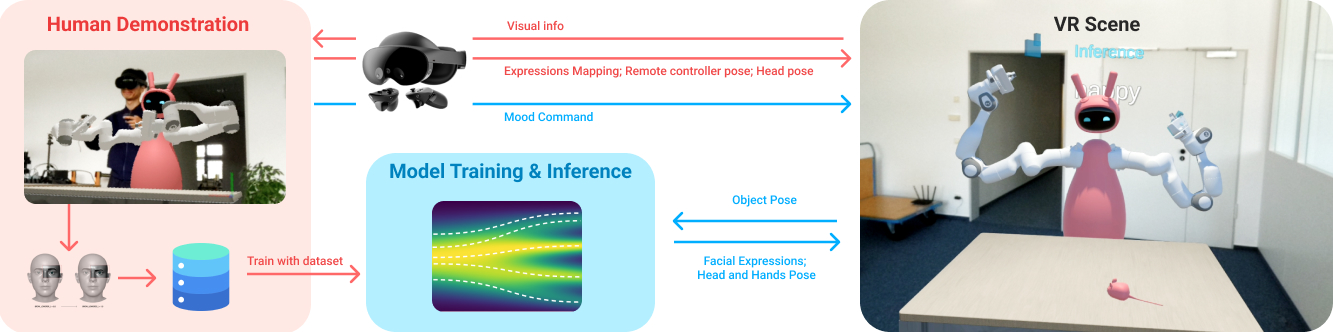 Human Demonstration
Visual info
Expressions Mapping; Remote controller pose; Head pose
Mood Command
VR Scene
Inference
happy
Model Training & Inference
Train with dataset
Object Pose
Facial Expressions;
Head and Hands Pose